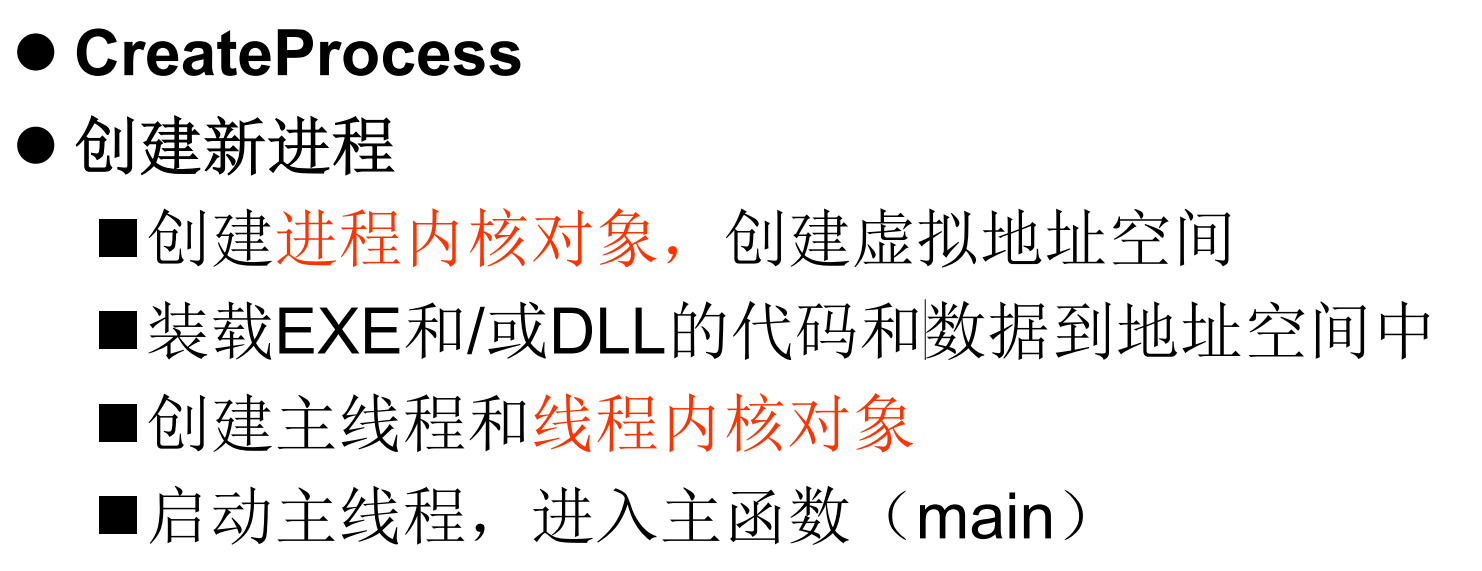 ● CreateProcess
● 创建新进程
■创建进程内核对象，创建虚拟地址空间
■装载EXE和/或DLL的代码和数据到地址空间中
■创建主线程和线程内核对象
■启动主线程，进入主函数（main）